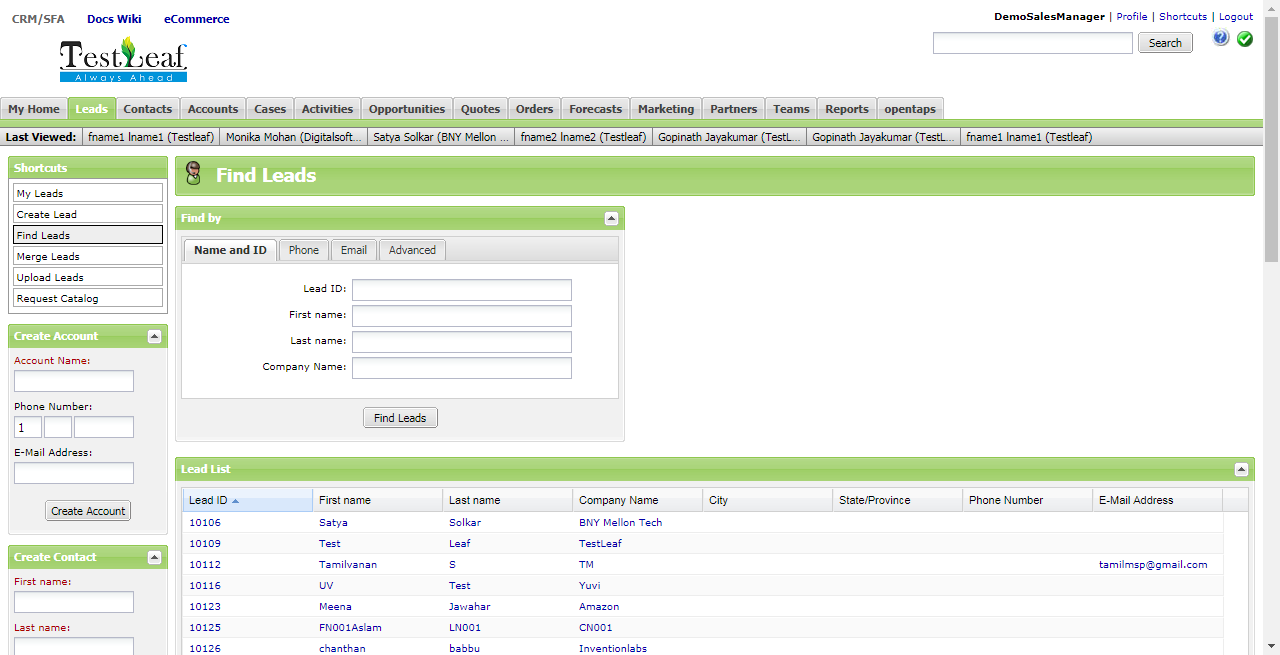 CRM/SFA Docs Wiki eCommerce
DemoSalesManager | Profile | Shortcuts | Logout
Search
TestLeaf
Always Ahead
My Home Leads Contacts Accounts Cases Activities Opportunities Quotes Orders Forecasts Marketing Partners Teams Reports opentaps
Last Viewed: fname1 lname1 (Testleaf) Monika Mohan (Digitalsoft... Satya Solkar (BNY Mellon ... fname2 lname2 (Testleaf) Gopinath Jayakumar (TestL... Gopinath Jayakumar (TestL... fname1 lname1 (Testleaf)
Shortcuts
My Leads
Create Lead
Find Leads
Merge Leads
Upload Leads
Request Catalog
Create Account
Account Name:
Phone Number:
1
E-Mail Address:
Create Account
Create Contact
First name:
Last name:
Find Leads
Find by
Name and ID Phone Email Advanced
Lead ID:
First name:
Last name:
Company Name:
Find Leads
Lead List
Lead ID First name Last name Company Name City State/Province Phone Number E-Mail Address
10106 Satya Solkar BNY Mellon Tech
10109 Test Leaf TestLeaf
10112 Tamilvanan S TM tamilmsp@gmail.com
10116 UV Test Yuvi
10123 Meena Jawahar Amazon
10125 FN001Aslam LN001 CN001
10126 chanthan babbu Inventionlabs